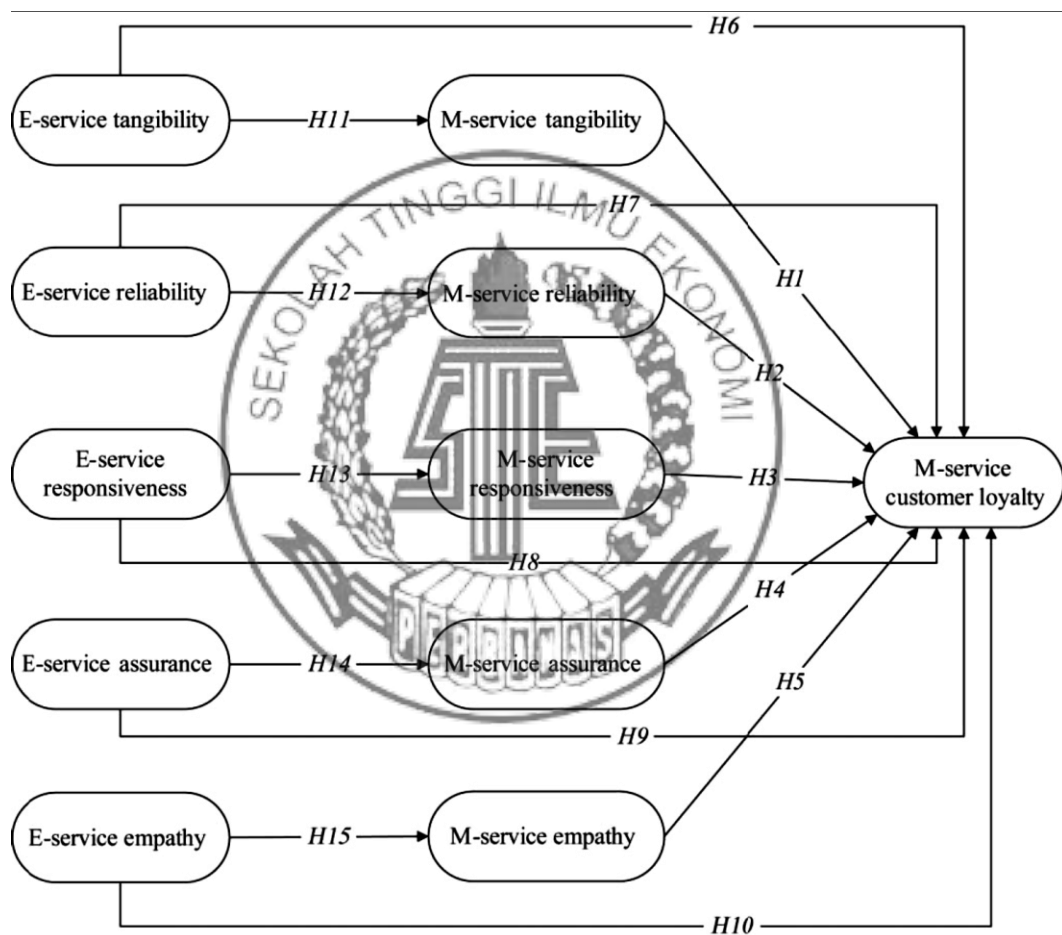 H6
E-service tangibility
H11
M-service tangibility
SEKOLAH TINGGI ILMU EKONOMI
H7
E-service reliability
H12
M-service reliability
H1
H2
E-service
responsiveness
H13
M-service
responsiveness
H3
M-service
customer loyalty
H8
H4
PERBANAS
E-service assurance
H14
M-service assurance
H5
H9
E-service empathy
H15
M-service empathy
H10